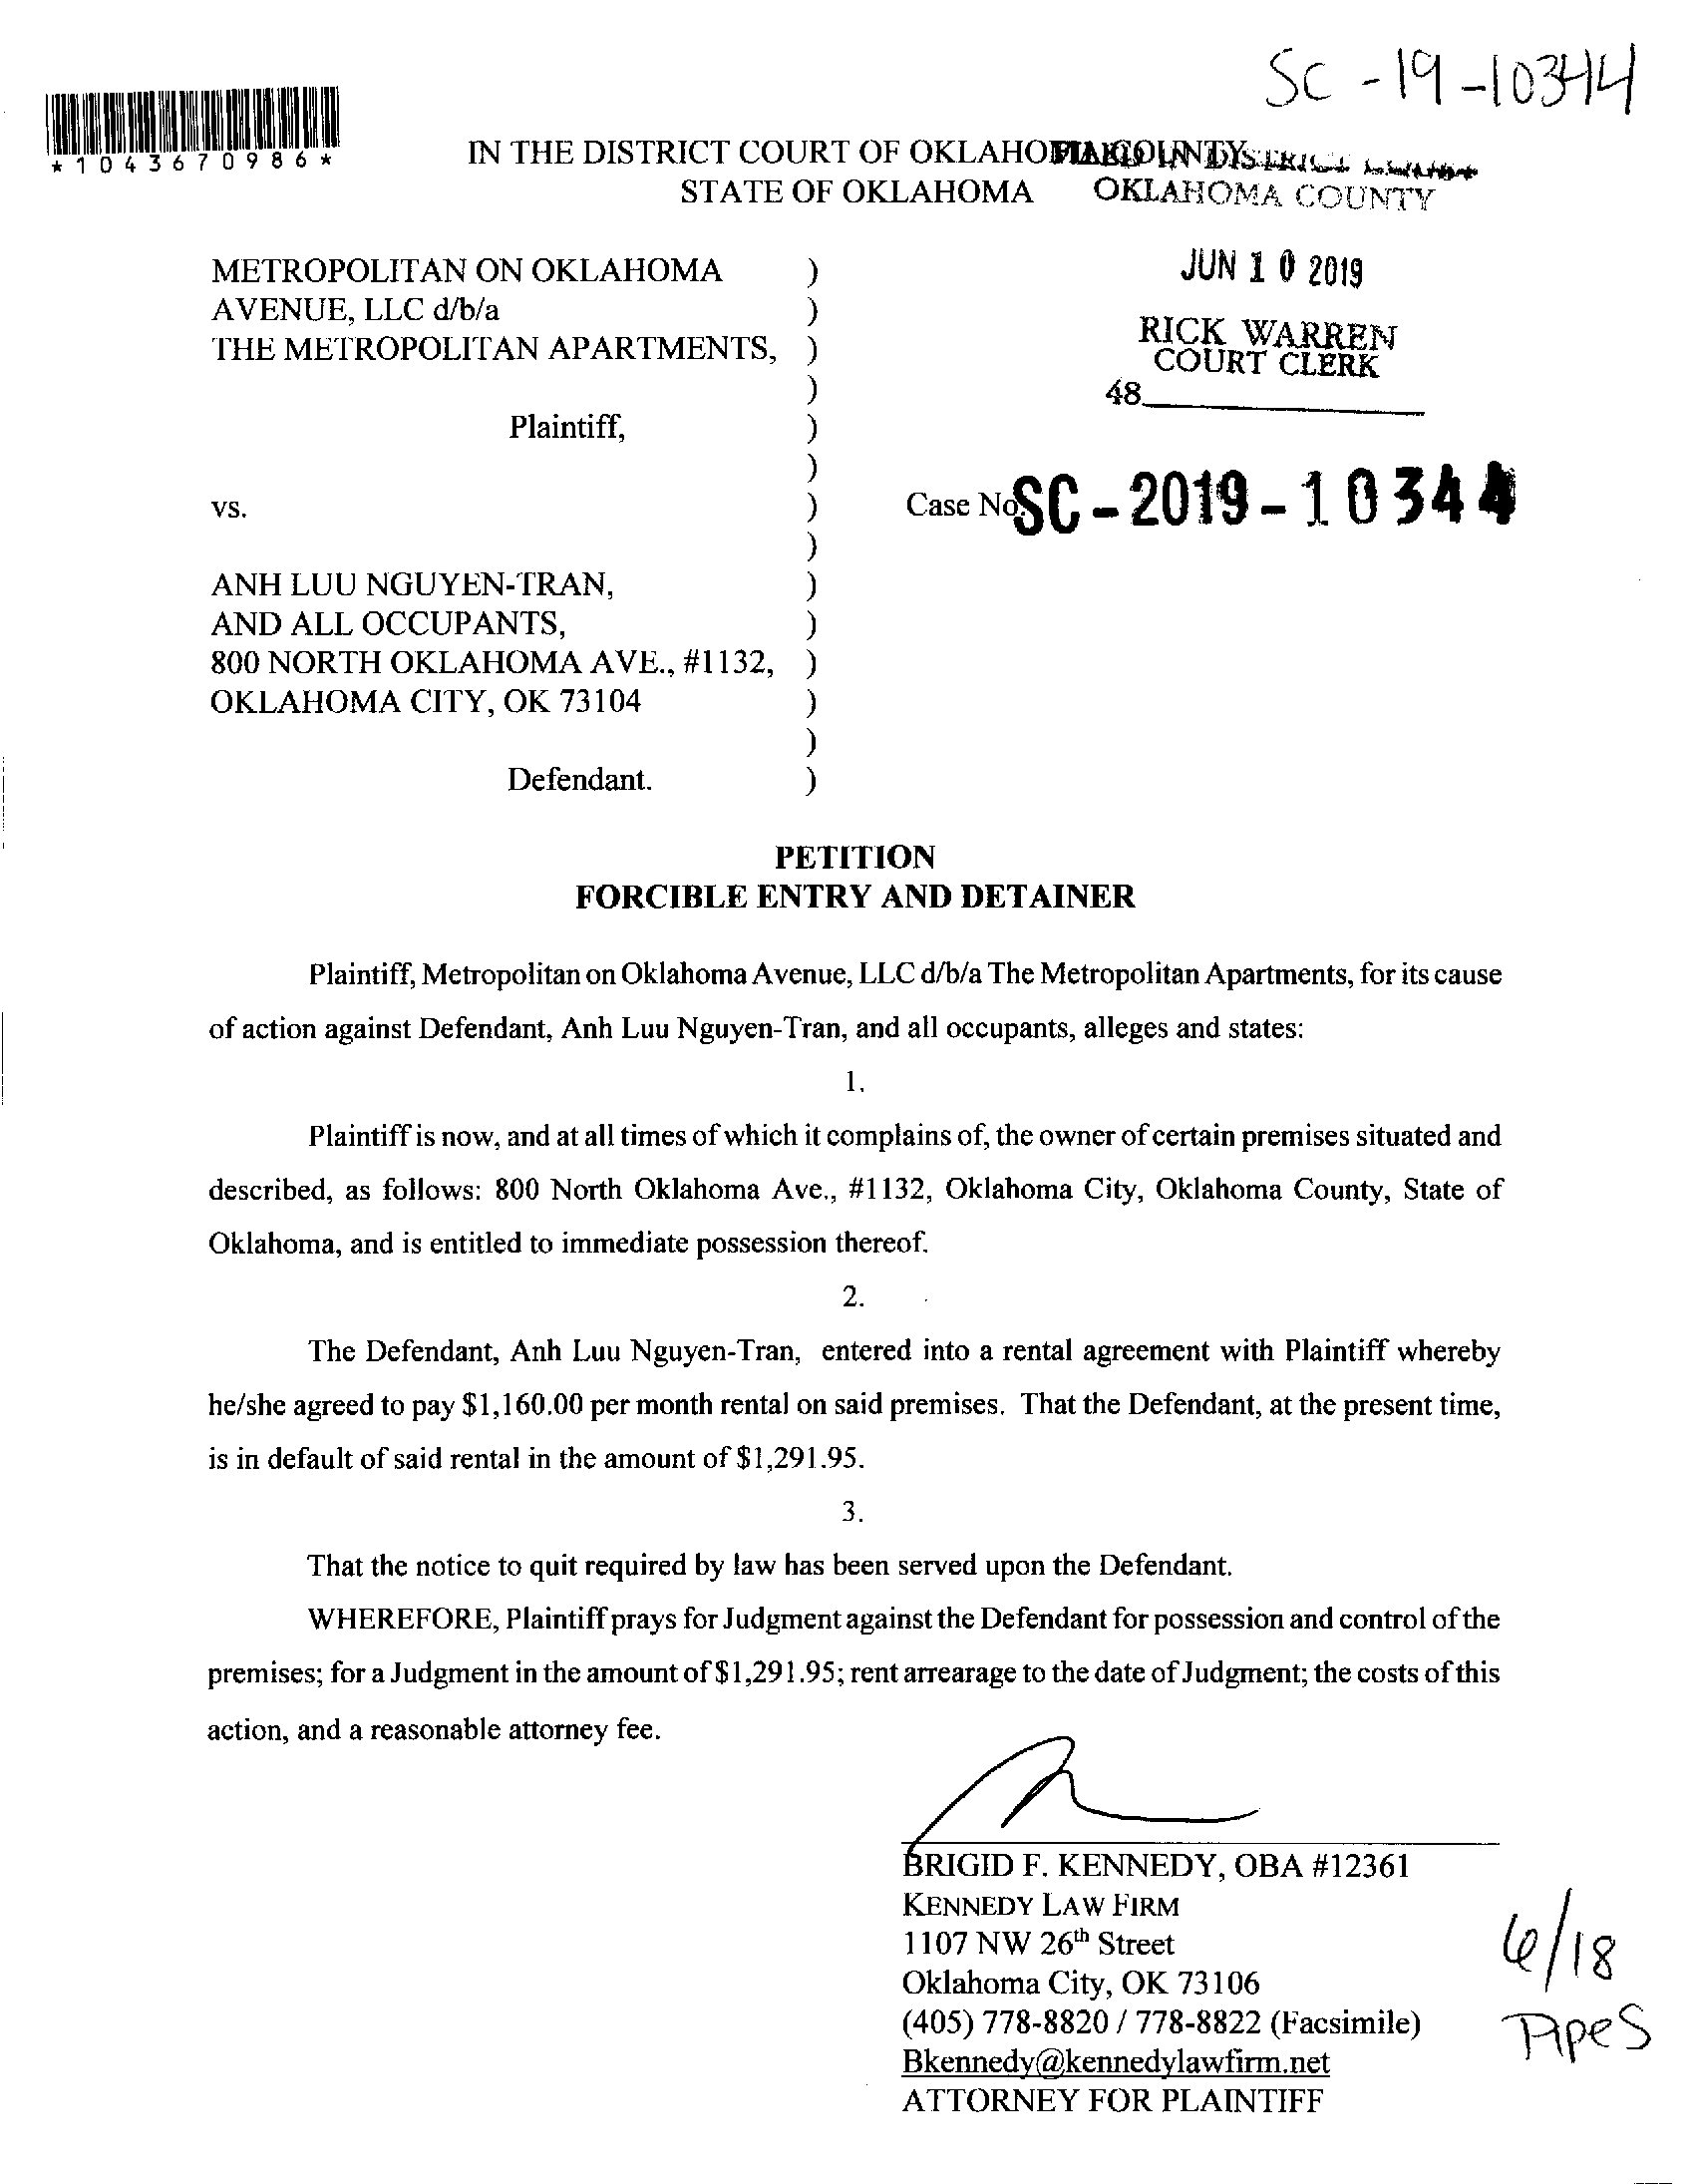 SC-19-10344
*1043670986*
IN THE DISTRICT COURT OF OKLAHOMA COUNTY
STATE OF OKLAHOMA
OKLAHOMA COUNTY
METROPOLITAN ON OKLAHOMA )
AVENUE, LLC d/b/a )
THE METROPOLITAN APARTMENTS, )
)
Plaintiff, )
)
vs. )
)
ANH LUU NGUYEN-TRAN, )
AND ALL OCCUPANTS, )
800 NORTH OKLAHOMA AVE., #1132, )
OKLAHOMA CITY, OK 73104 )
)
Defendant. )
JUN 10 2019
RICK WARREN
COURT CLERK
48
Case No. SC-2019-10344
PETITION
FORCIBLE ENTRY AND DETAINER
Plaintiff, Metropolitan on Oklahoma Avenue, LLC d/b/a The Metropolitan Apartments, for its cause
of action against Defendant, Anh Luu Nguyen-Tran, and all occupants, alleges and states:
1.
Plaintiff is now, and at all times of which it complains of, the owner of certain premises situated and
described, as follows: 800 North Oklahoma Ave., #1132, Oklahoma City, Oklahoma County, State of
Oklahoma, and is entitled to immediate possession thereof.
2.
The Defendant, Anh Luu Nguyen-Tran, entered into a rental agreement with Plaintiff whereby
he/she agreed to pay $1,160.00 per month rental on said premises. That the Defendant, at the present time,
is in default of said rental in the amount of $1,291.95.
3.
That the notice to quit required by law has been served upon the Defendant.
WHEREFORE, Plaintiff prays for Judgment against the Defendant for possession and control of the
premises; for a Judgment in the amount of $1,291.95; rent arrearage to the date of Judgment; the costs of this
action, and a reasonable attorney fee.
BRIGID F. KENNEDY, OBA #12361
KENNEDY LAW FIRM
1107 NW 26th Street
Oklahoma City, OK 73106
(405) 778-8820 / 778-8822 (Facsimile)
Bkennedy@kennedylawfirm.net
ATTORNEY FOR PLAINTIFF
6/18
Pipes